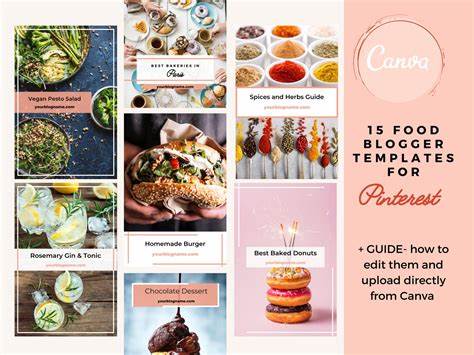 Vegan Pesto Salad
yourblogname.com
Rosemary Gin & Tonic
yourblogname.com
BEST BAKERIES IN
Paris
yourblogname.com
Homemade Burger
yourblogname.com
Chocolate Dessert
yourblogname.com
Spices and Herbs Guide
yourblogname.com
Best Baked Donuts
yourblogname.com
Canva
15 FOOD
BLOGGER
TEMPLATES
FOR
Pinterest
+ GUIDE- how to
edit them and
upload directly
from Canva